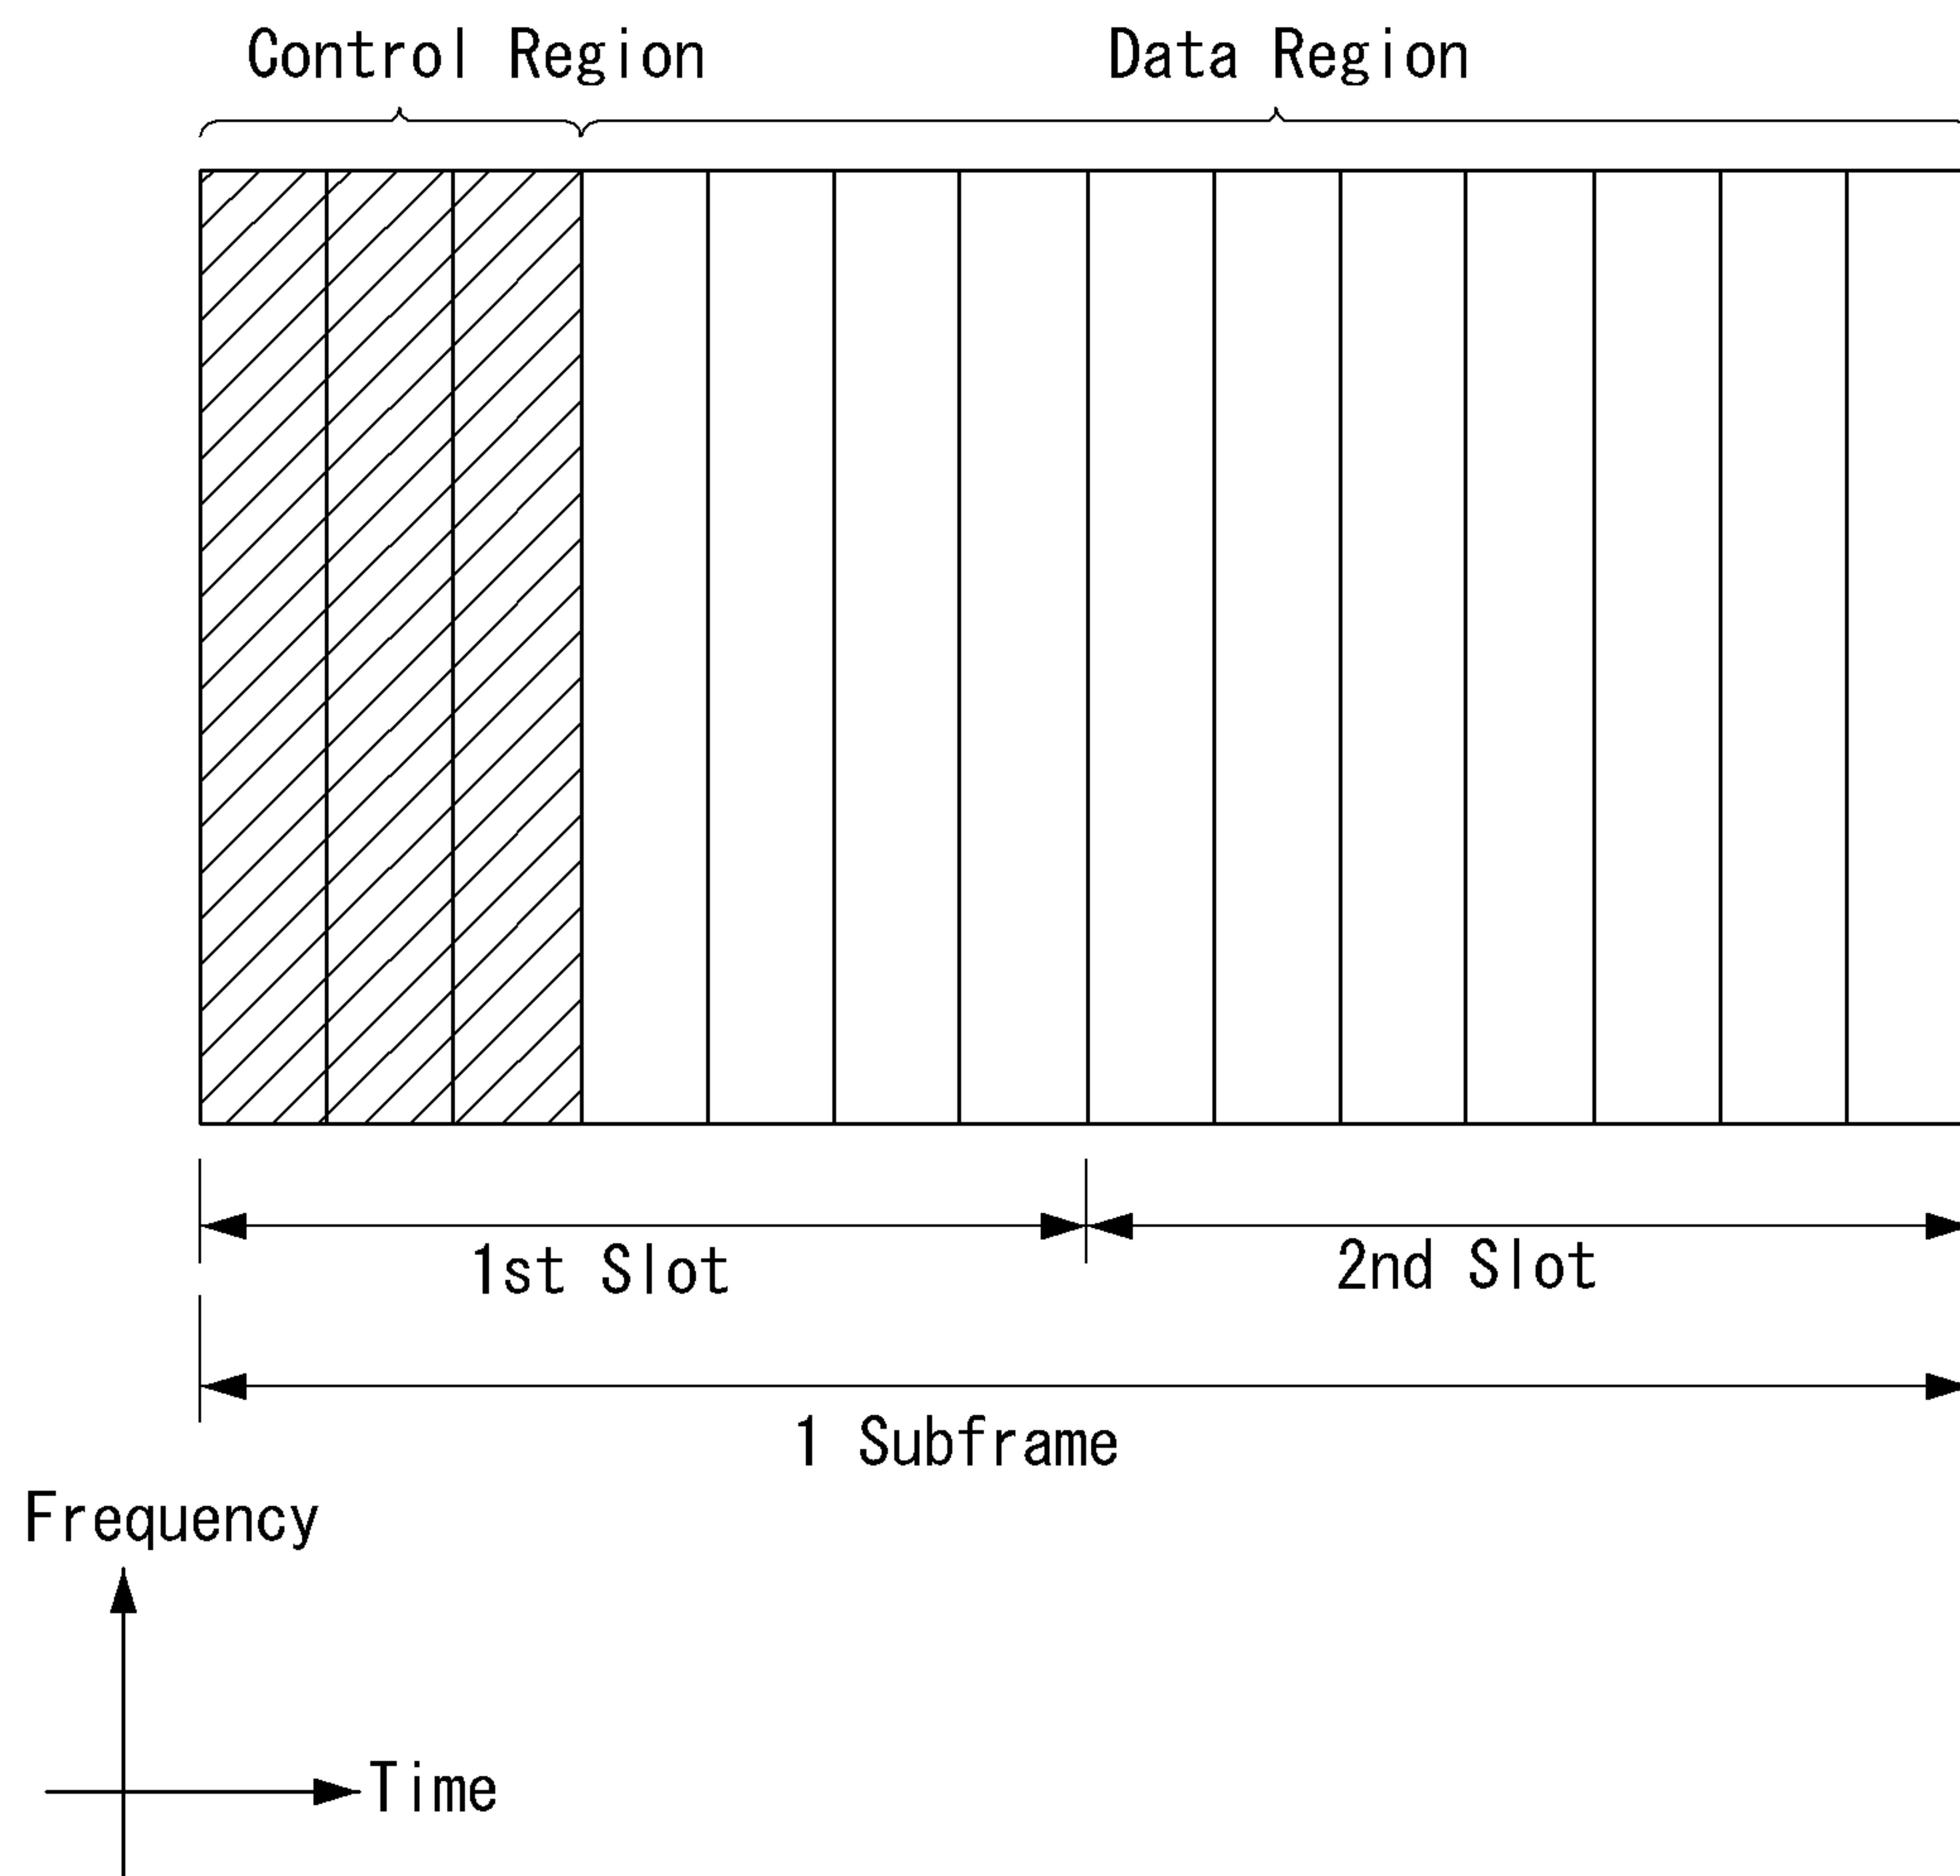 Control Region
Data Region
1st Slot
2nd Slot
1 Subframe
Frequency
Time